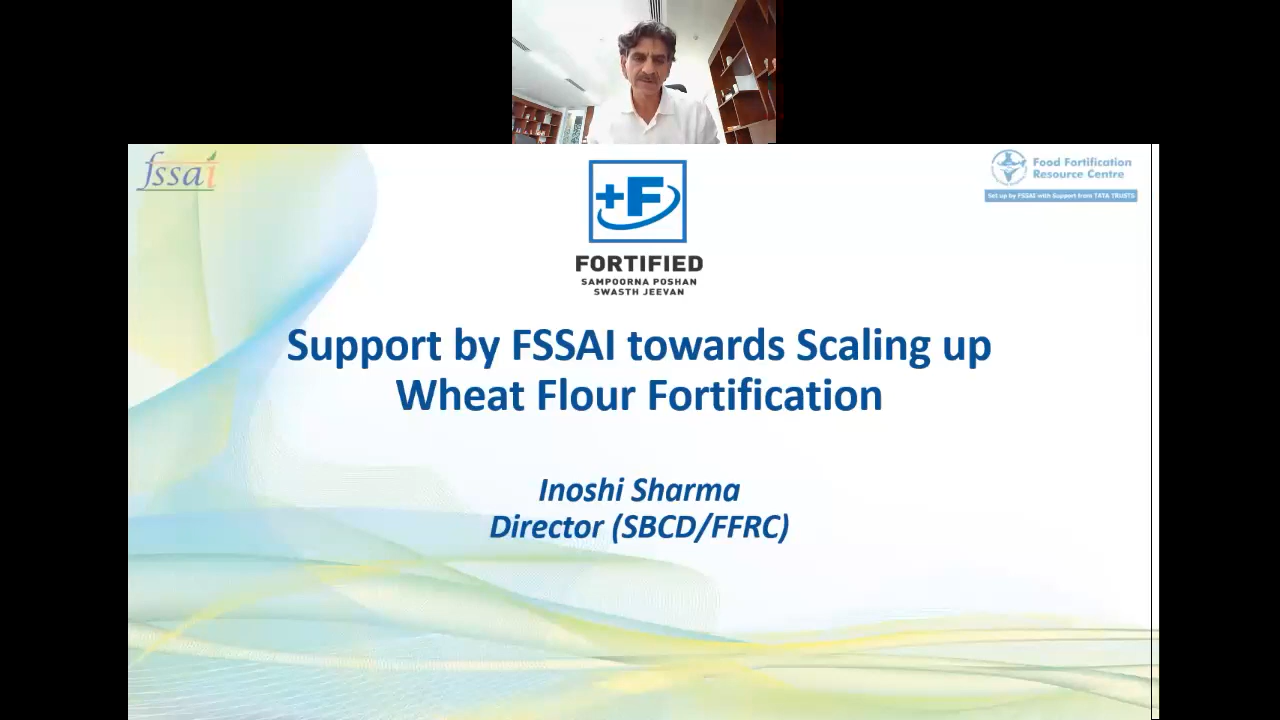 fssai
Food Fortification
Resource Centre
Set up by FSSAI with Support from TATA TRUSTS
+F
FORTIFIED
SAMPOORNA POSHAN
SWASTH JEEVAN
Support by FSSAI towards Scaling up
Wheat Flour Fortification
Inoshi Sharma
Director (SBCD/FFRC)